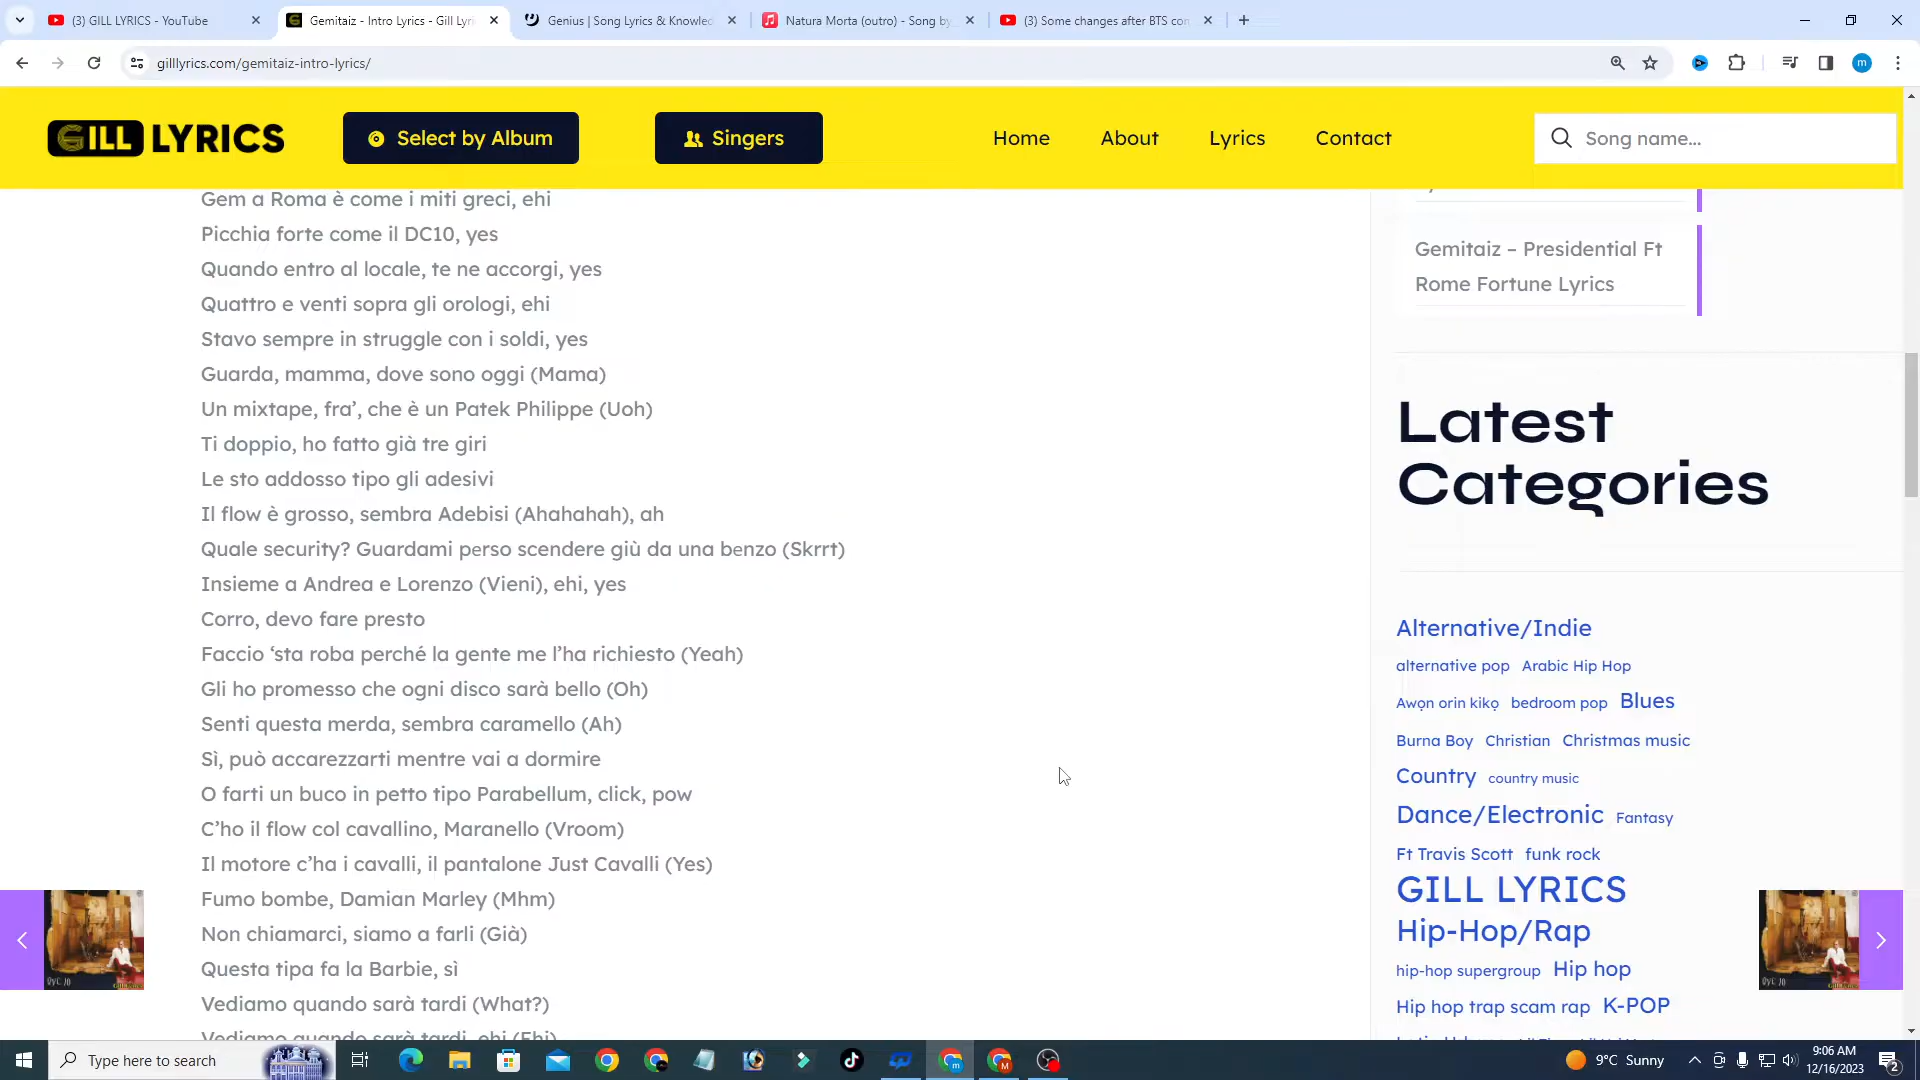 (3) GILL LYRICS - YouTube
Gemitaiz - Intro Lyrics - Gill Lyri
Genius | Song Lyrics & Knowled
Natura Morta (outro) - Song by
(3) Some changes after BTS con
gilllyrics.com/gemitaiz-intro-lyrics/
m
GILL LYRICS
Select by Album
Singers
Home
About
Lyrics
Contact
Song name...
Gem a Roma è come i miti greci, ehi
Picchia forte come il DC10, yes
Quando entro al locale, te ne accorgi, yes
Quattro e venti sopra gli orologi, ehi
Stavo sempre in struggle con i soldi, yes
Guarda, mamma, dove sono oggi (Mama)
Un mixtape, fra’, che è un Patek Philippe (Uoh)
Ti doppio, ho fatto già tre giri
Le sto addosso tipo gli adesivi
Il flow è grosso, sembra Adebisi (Ahahahah), ah
Quale security? Guardami perso scendere giù da una benzo (Skrrt)
Insieme a Andrea e Lorenzo (Vieni), ehi, yes
Corro, devo fare presto
Faccio ‘sta roba perché la gente me l’ha richiesto (Yeah)
Gli ho promesso che ogni disco sarà bello (Oh)
Senti questa merda, sembra caramello (Ah)
Sì, può accarezzarti mentre vai a dormire
O farti un buco in petto tipo Parabellum, click, pow
C’ho il flow col cavallino, Maranello (Vroom)
Il motore c’ha i cavalli, il pantalone Just Cavalli (Yes)
Fumo bombe, Damian Marley (Mhm)
Non chiamarci, siamo a farli (Già)
Questa tipa fa la Barbie, sì
Vediamo quando sarà tardi (What?)
Vediamo quando sarà tardi, ehi (Ehi)
Gemitaiz – Presidential Ft
Rome Fortune Lyrics
Latest
Categories
Alternative/Indie
alternative pop Arabic Hip Hop
Awọn orin kikọ bedroom pop Blues
Burna Boy Christian Christmas music
Country country music
Dance/Electronic Fantasy
Ft Travis Scott funk rock
GILL LYRICS
Hip-Hop/Rap
hip-hop supergroup Hip hop
Hip hop trap scam rap K-POP
Type here to search
9°C Sunny
9:06 AM
12/16/2023
2